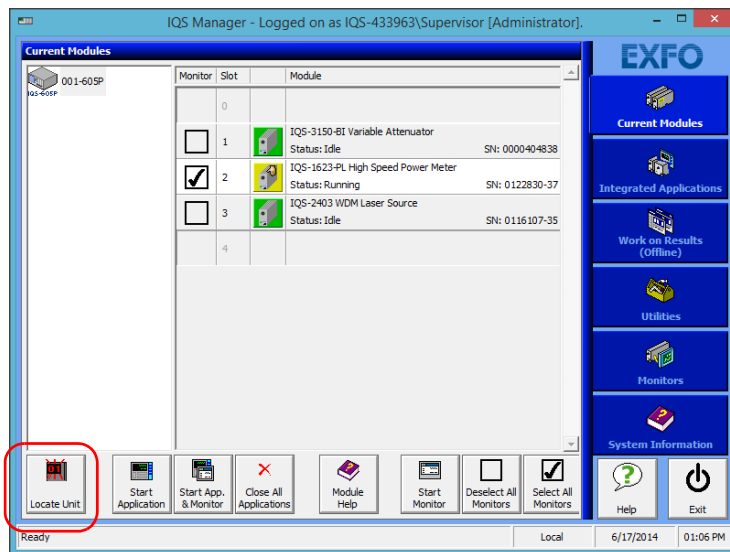 IQS Manager - Logged on as IQS-433963\Supervisor [Administrator].
Current Modules
001-605P
IQS-605P
Monitor Slot Module
0
1
IQS-3150-BI Variable Attenuator
Status: Idle SN: 0000404838
2
IQS-1623-PL High Speed Power Meter
Status: Running SN: 0122830-37
3
IQS-2403 WDM Laser Source
Status: Idle SN: 0116107-35
4
EXFO
Current Modules
Integrated Applications
Work on Results
(Offline)
Utilities
Monitors
System Information
01
Locate Unit
Start
Application
Start App.
& Monitor
Close All
Applications
Module
Help
Start
Monitor
Deselect All
Monitors
Select All
Monitors
Help
Exit
Ready Local 6/17/2014 01:06 PM